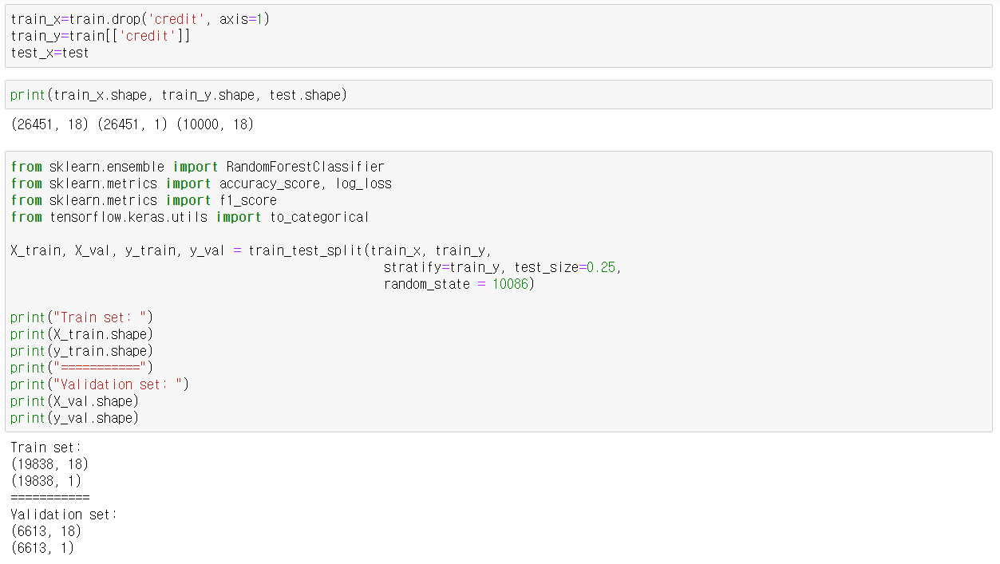 train_x=train.drop('credit', axis=1)
train_y=train[['credit']]
test_x=test
print(train_x.shape, train_y.shape, test.shape)
(26451, 18) (26451, 1) (10000, 18)
from sklearn.ensemble import RandomForestClassifier
from sklearn.metrics import accuracy_score, log_loss
from sklearn.metrics import f1_score
from tensorflow.keras.utils import to_categorical
X_train, X_val, y_train, y_val = train_test_split(train_x, train_y,
stratify=train_y, test_size=0.25,
random_state = 10086)
print("Train set: ")
print(X_train.shape)
print(y_train.shape)
print("===========")
print("Validation set: ")
print(X_val.shape)
print(y_val.shape)
Train set:
(19838, 18)
(19838, 1)
===========
Validation set:
(6613, 18)
(6613, 1)